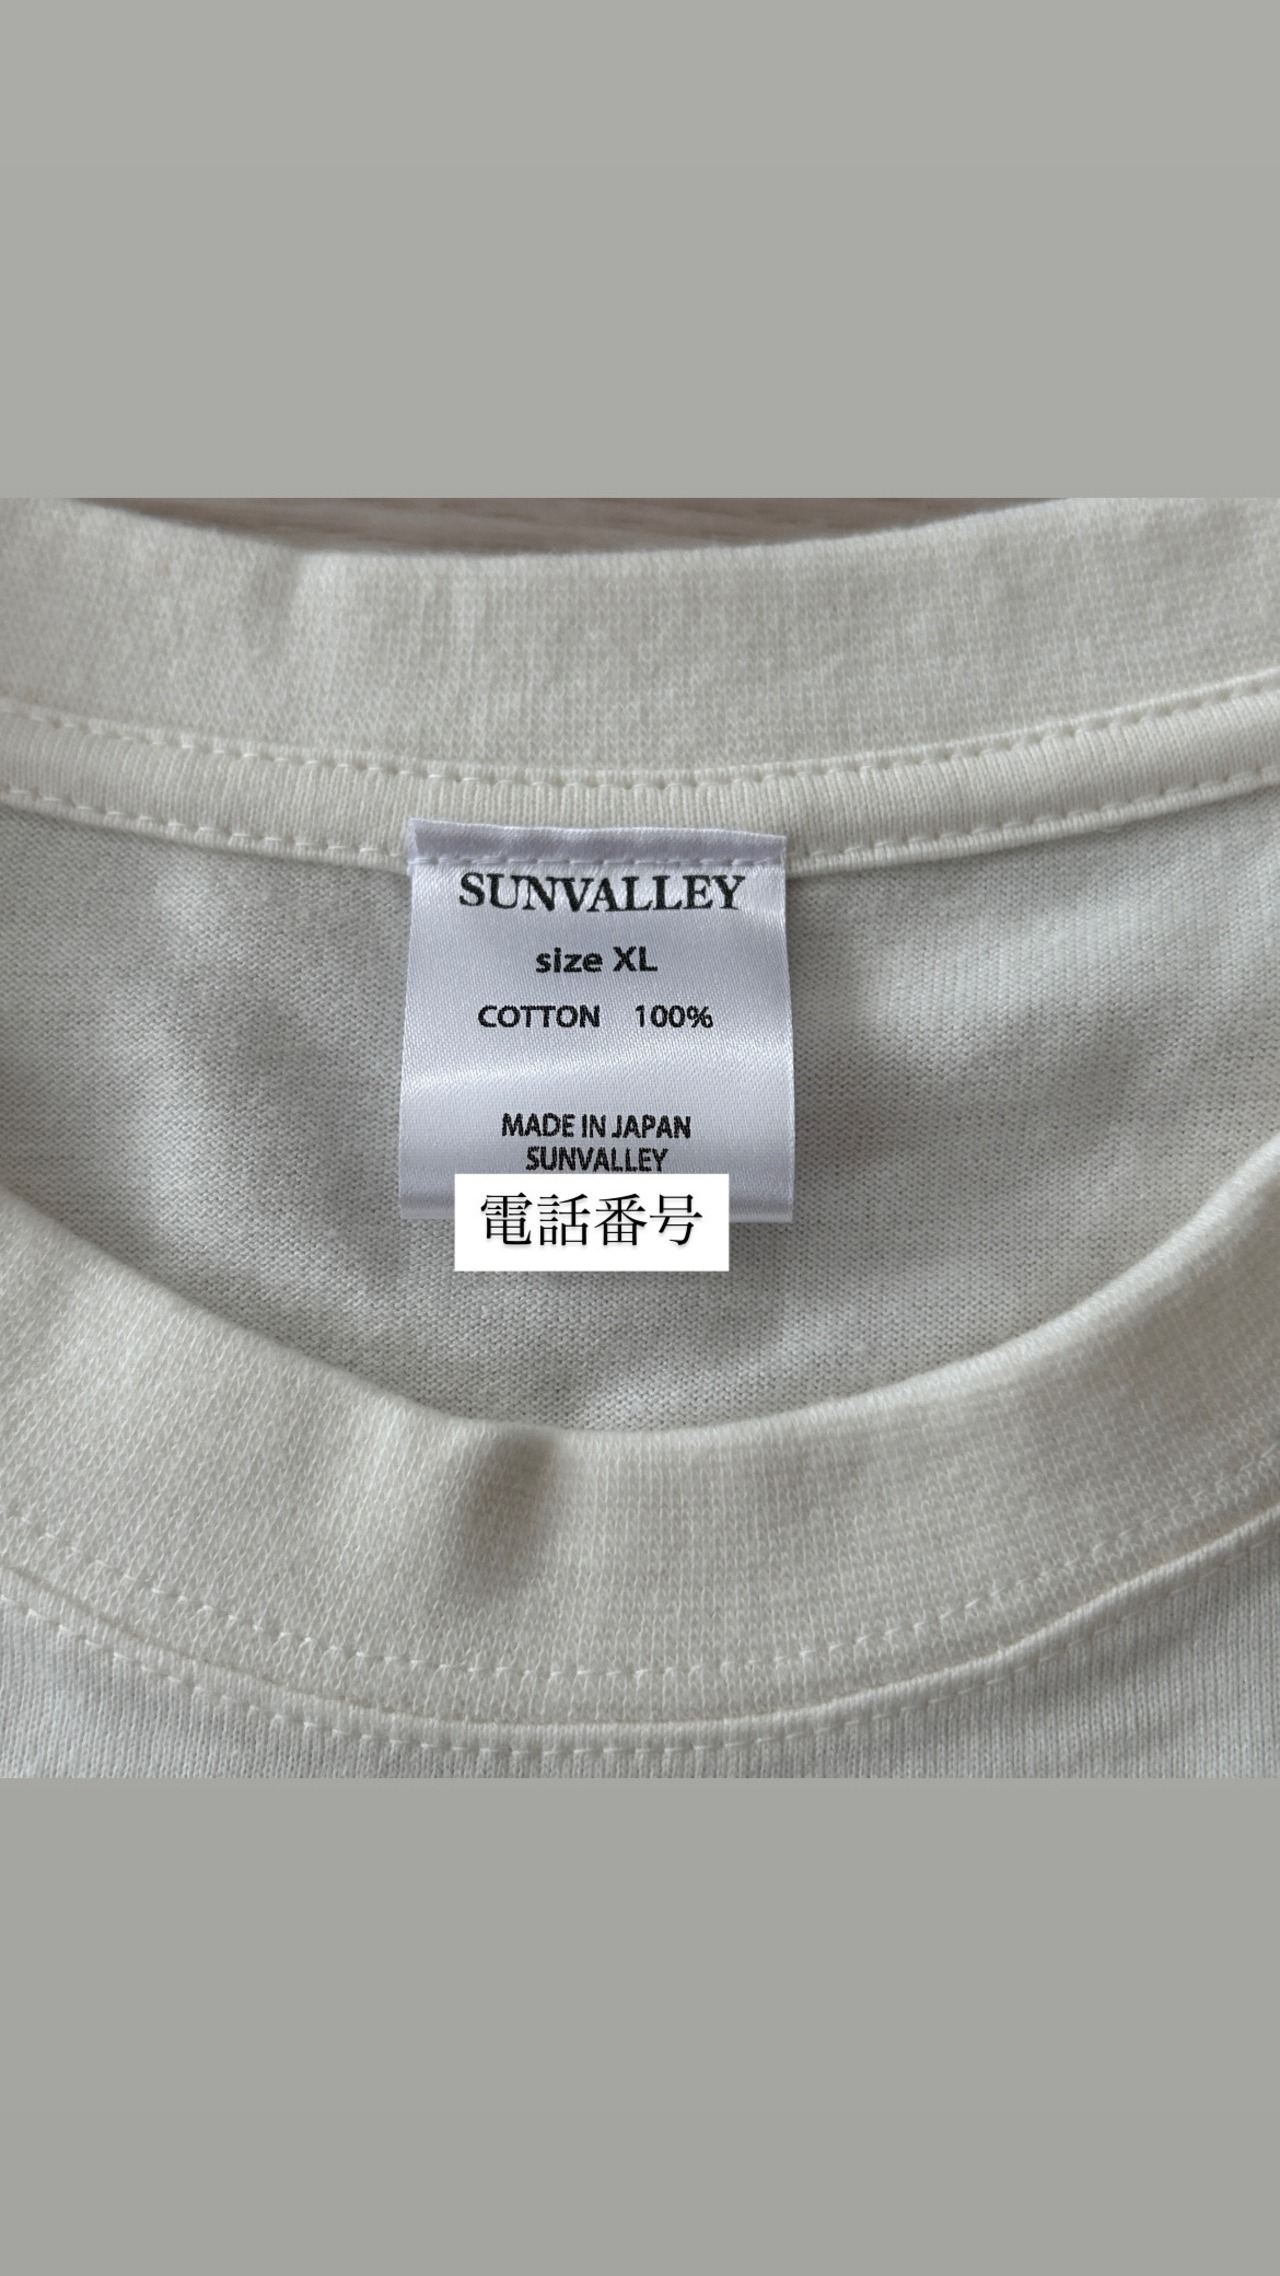 SUNVALLEY
size XL
COTTON 100%
MADE IN JAPAN
SUNVALLEY
電話番号